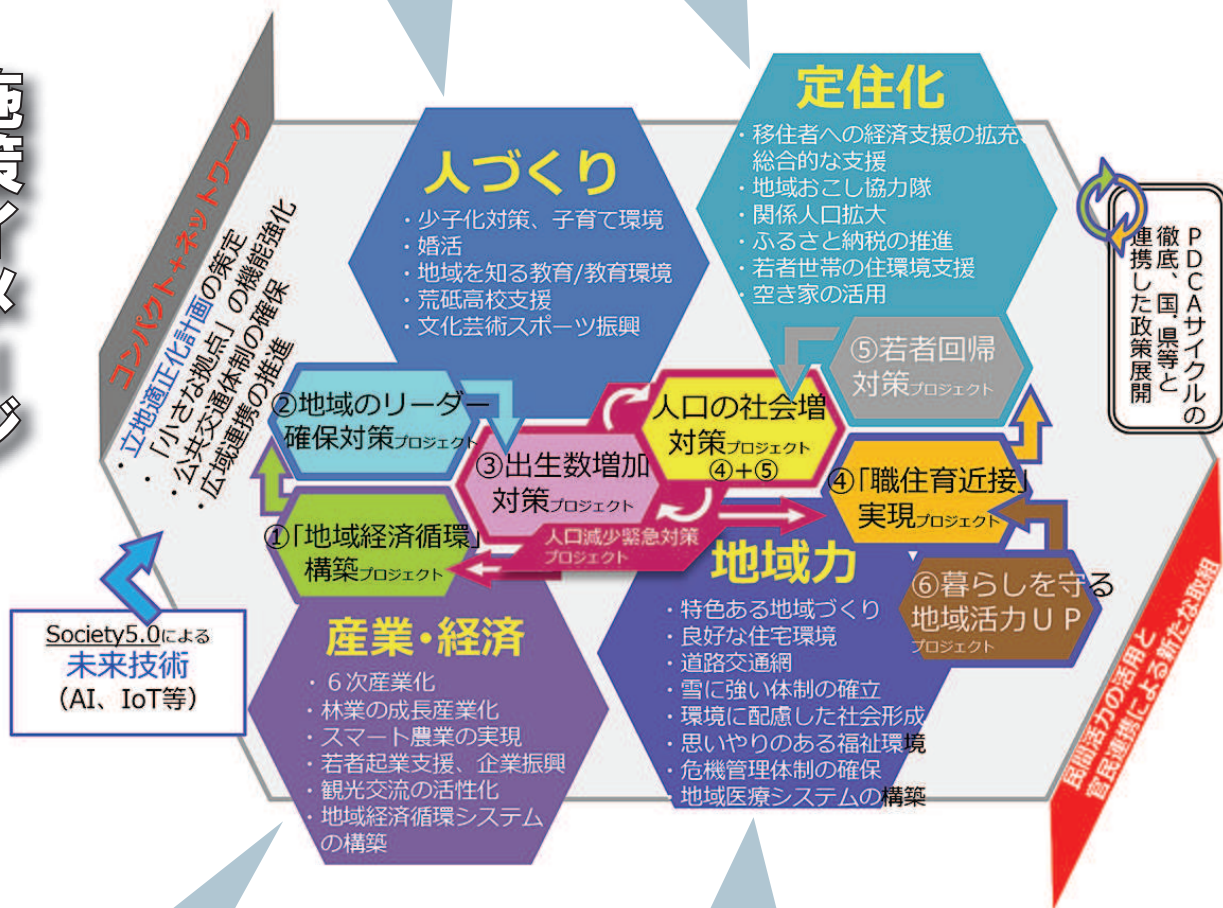 施策イメージ
コンパクト+ネットワーク
・立地適正化計画の策定
・「小さな拠点」の機能強化
・公共交通体制の確保
・広域連携の推進
人づくり
・少子化対策、子育て環境
・婚活
・地域を知る教育/教育環境
・荒砥高校支援
・文化芸術スポーツ振興
定住化
・移住者への経済支援の拡充、
総合的な支援
・地域おこし協力隊
・関係人口拡大
・ふるさと納税の推進
・若者世帯の住環境支援
・空き家の活用
PDCAサイクルの
徹底、国,県等と
連携した政策展開
⑤若者回帰
対策プロジェクト
②地域のリーダー
確保対策プロジェクト
③出生数増加
対策プロジェクト
人口の社会増
対策プロジェクト
④+⑤
④「職住育近接」
実現プロジェクト
①「地域経済循環」
構築プロジェクト
人口減少緊急対策
プロジェクト
⑥暮らしを守る
地域活力UP
プロジェクト
Society5.0による
未来技術
(AI、IoT等)
産業・経済
・6次産業化
・林業の成長産業化
・スマート農業の実現
・若者起業支援、企業振興
・観光交流の活性化
・地域経済循環システム
の構築
地域力
・特色ある地域づくり
・良好な住宅環境
・道路交通網
・雪に強い体制の確立
・環境に配慮した社会形成
・思いやりのある福祉環境
・危機管理体制の確保
・地域医療システムの構築
民間活力の活用と
官民連携による新たな取組